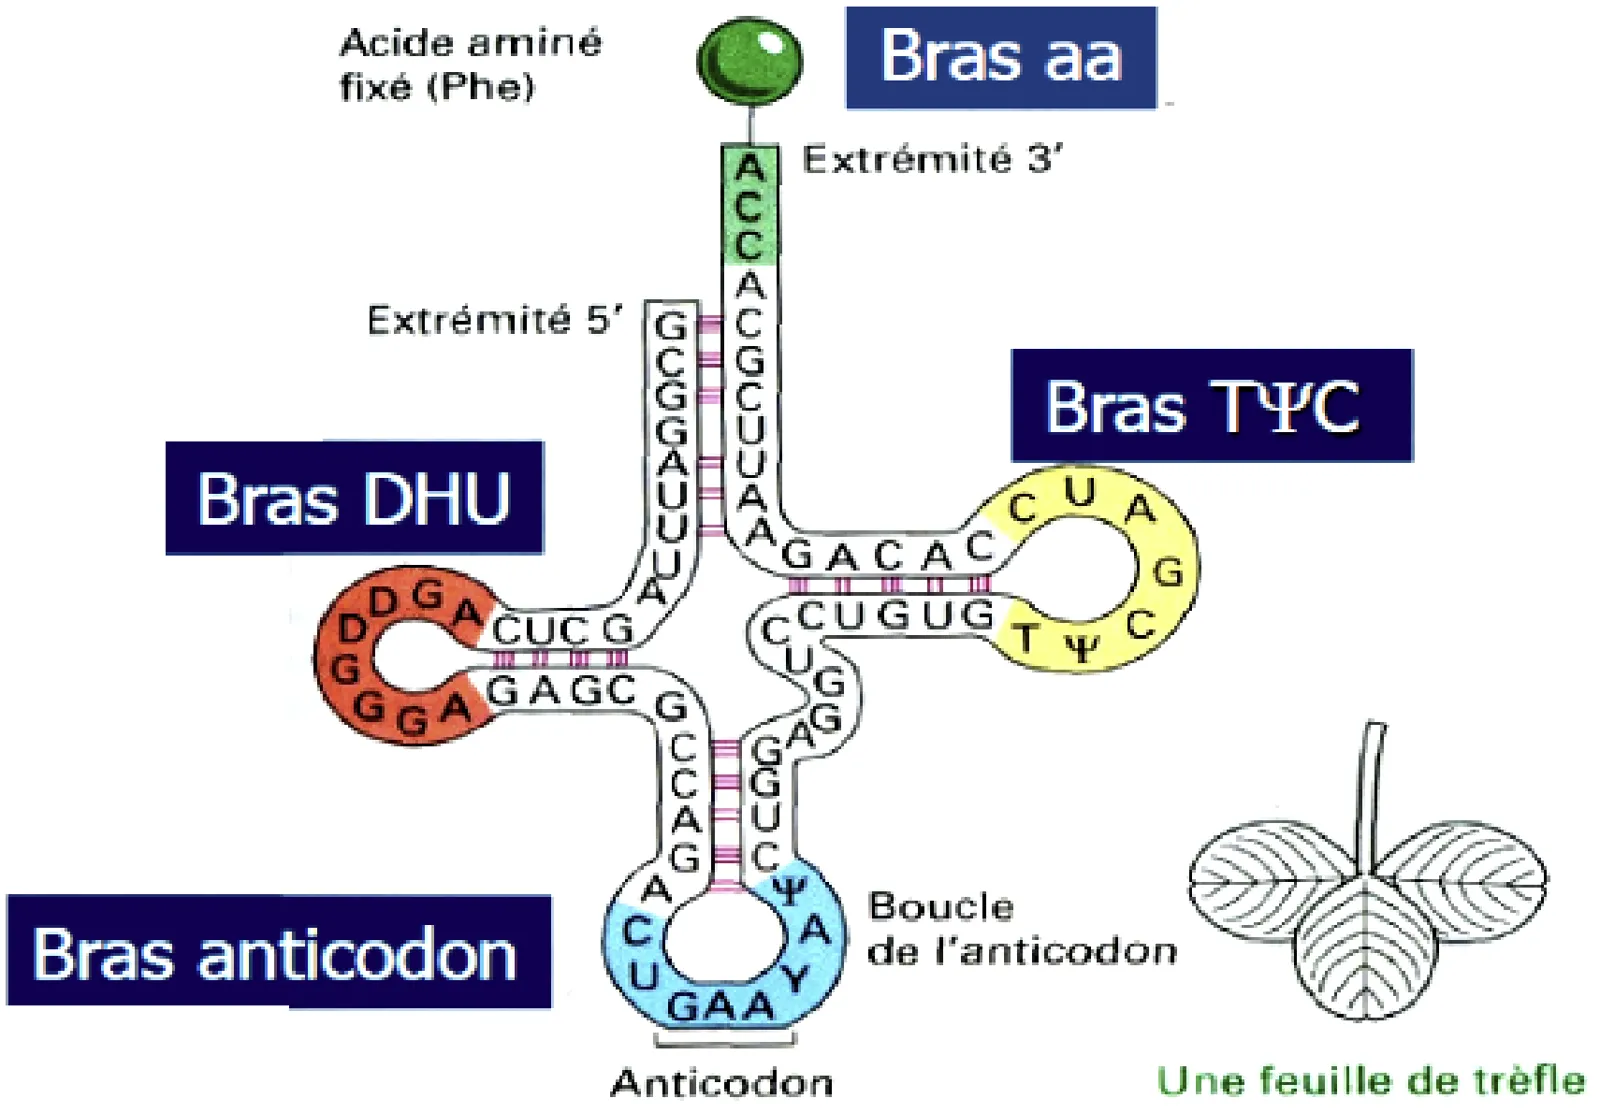 Acide aminé
fixé (Phe)
Bras aa
Extrémité 3′
A
C
C
A
C
G
C
U
U
A
A
Extrémité 5′
G
C
G
G
A
U
U
U
A
Bras TΨC
Bras DHU
G A C A C
C U A G C Ψ T
C C U G U G
U
G
G
A
D D G A
C U C G
D
G
G G A
G A G C
G
C
C
A
G
A
G
G
U
C
Bras anticodon
C
U
G A A
Y
A
Ψ
Boucle
de l'anticodon
Anticodon
Une feuille de trèfle